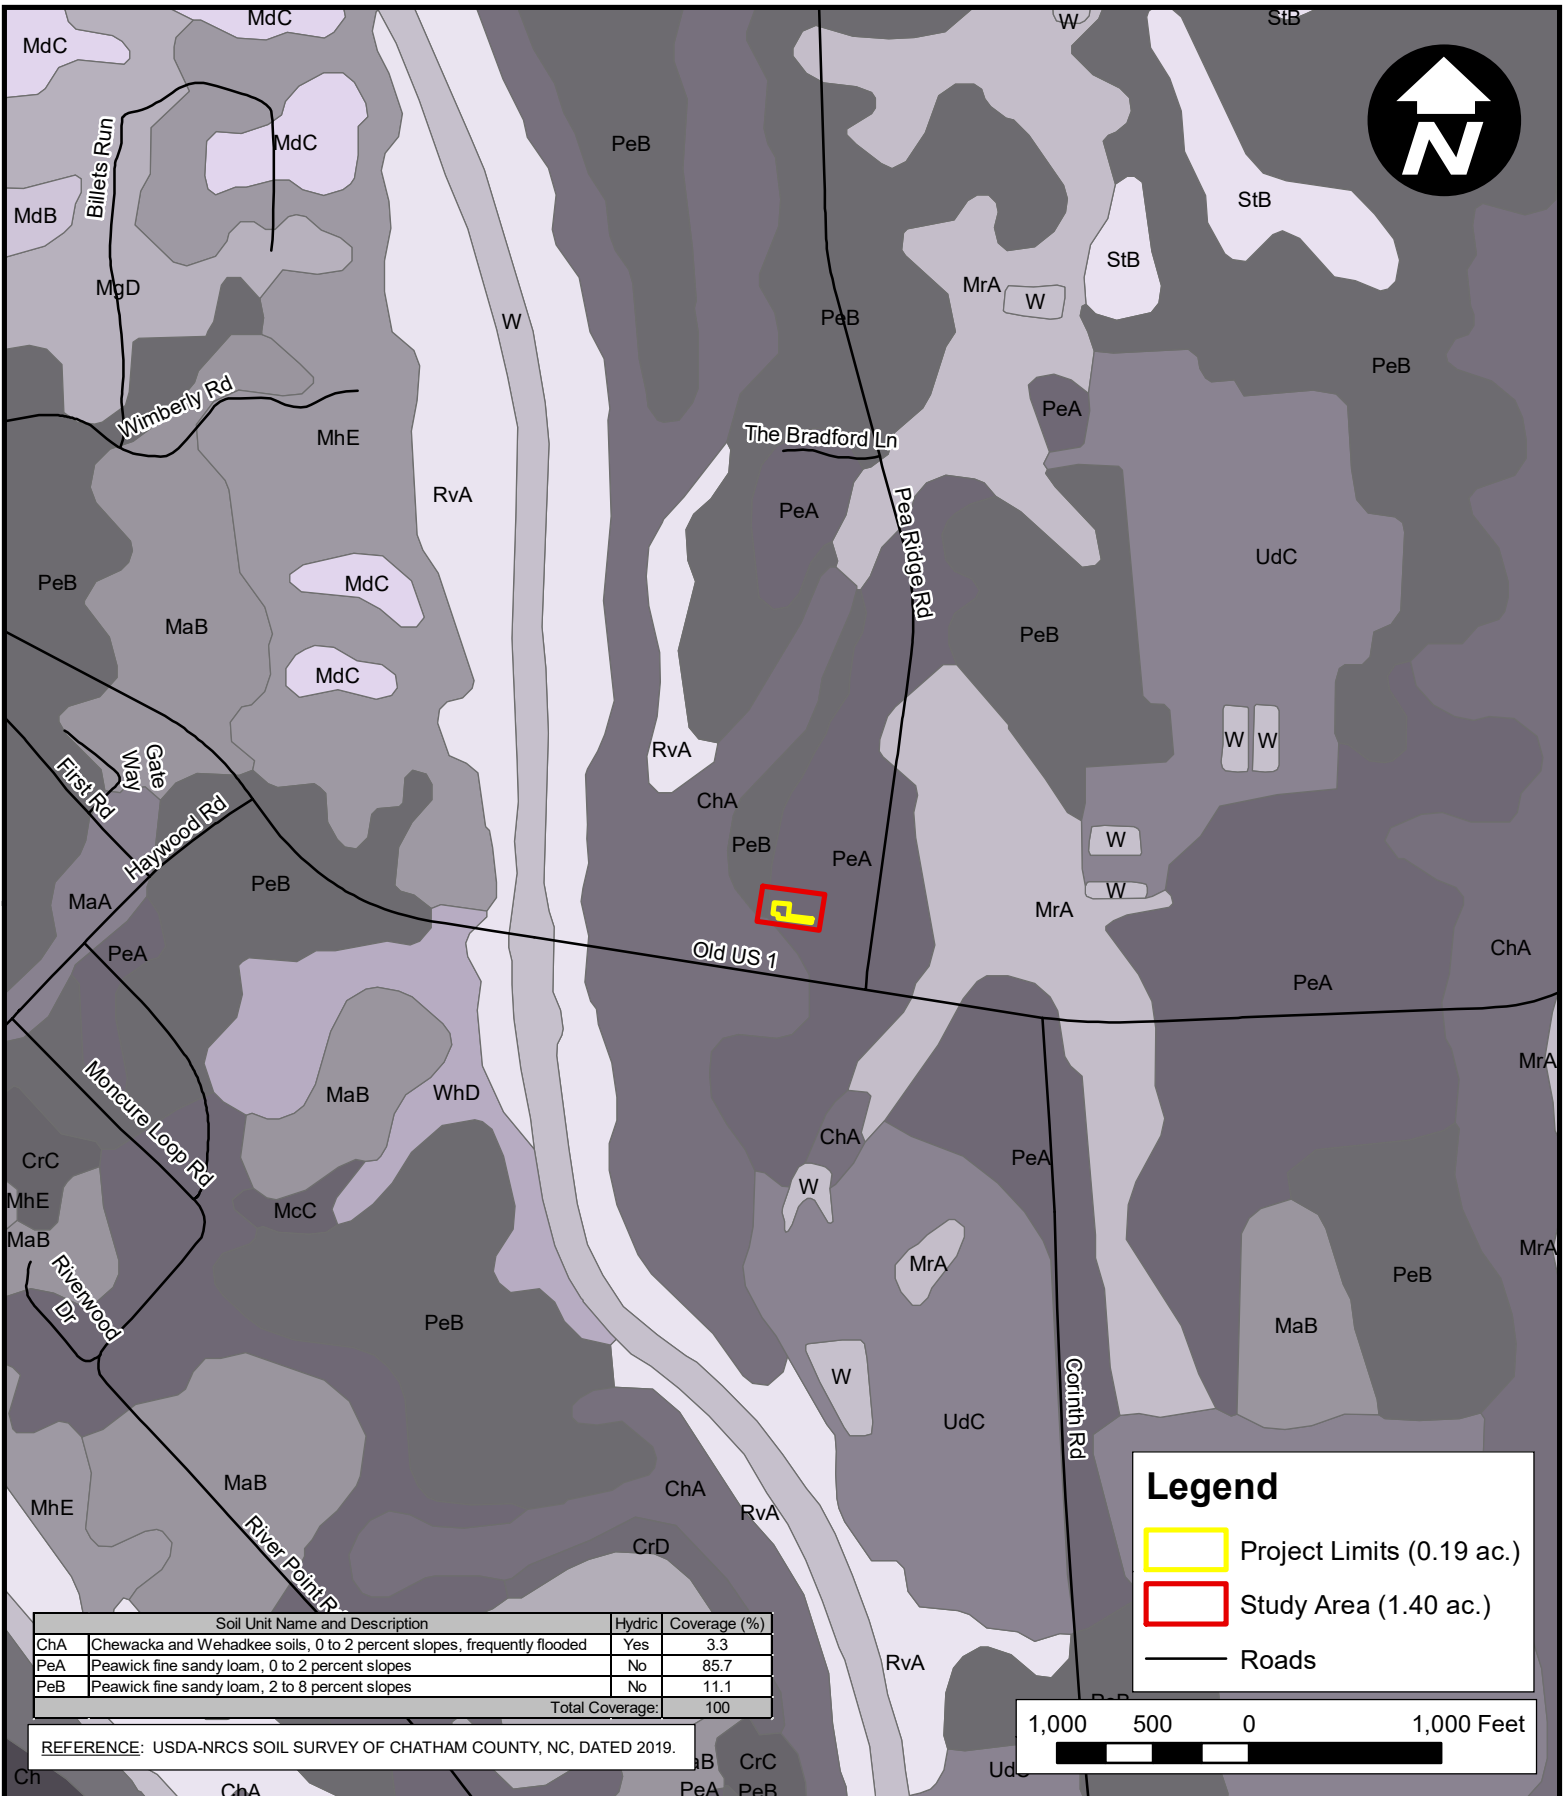 MdC
W
StB
MdC
N
Billets Run
MdC
PeB
MdB
StB
StB
MgD
MrA
W
W
PeB
PeB
Wimberly Rd
PeA
MhE
The Bradford Ln
RvA
PeA
Pea Ridge Rd
UdC
PeB
MdC
MaB
PeB
MdC
W
W
RvA
Gate
Way
First Rd
ChA
Haywood Rd
PeB
PeA
W
PeB
W
MaA
MrA
PeA
Old US 1
ChA
PeA
MrA
Moncure Loop Rd
MaB
WhD
ChA
CrC
PeA
W
MhE
McC
MaB
MrA
MrA
Riverwood
Dr
PeB
PeB
MaB
W
Corinth Rd
UdC
MaB
ChA
MhE
RvA
River Point R
CrD
RvA
PeB
UdC
aB
CrC
PeA
PeB
Ch
ChA
Legend
Project Limits (0.19 ac.)
Study Area (1.40 ac.)
Roads
1,000 500 0 1,000 Feet
Soil Unit Name and Description Hydric Coverage (%)
ChA Chewacka and Wehadkee soils, 0 to 2 percent slopes, frequently flooded Yes 3.3
PeA Peawick fine sandy loam, 0 to 2 percent slopes No 85.7
PeB Peawick fine sandy loam, 2 to 8 percent slopes No 11.1
Total Coverage: 100
REFERENCE: USDA-NRCS SOIL SURVEY OF CHATHAM COUNTY, NC, DATED 2019.